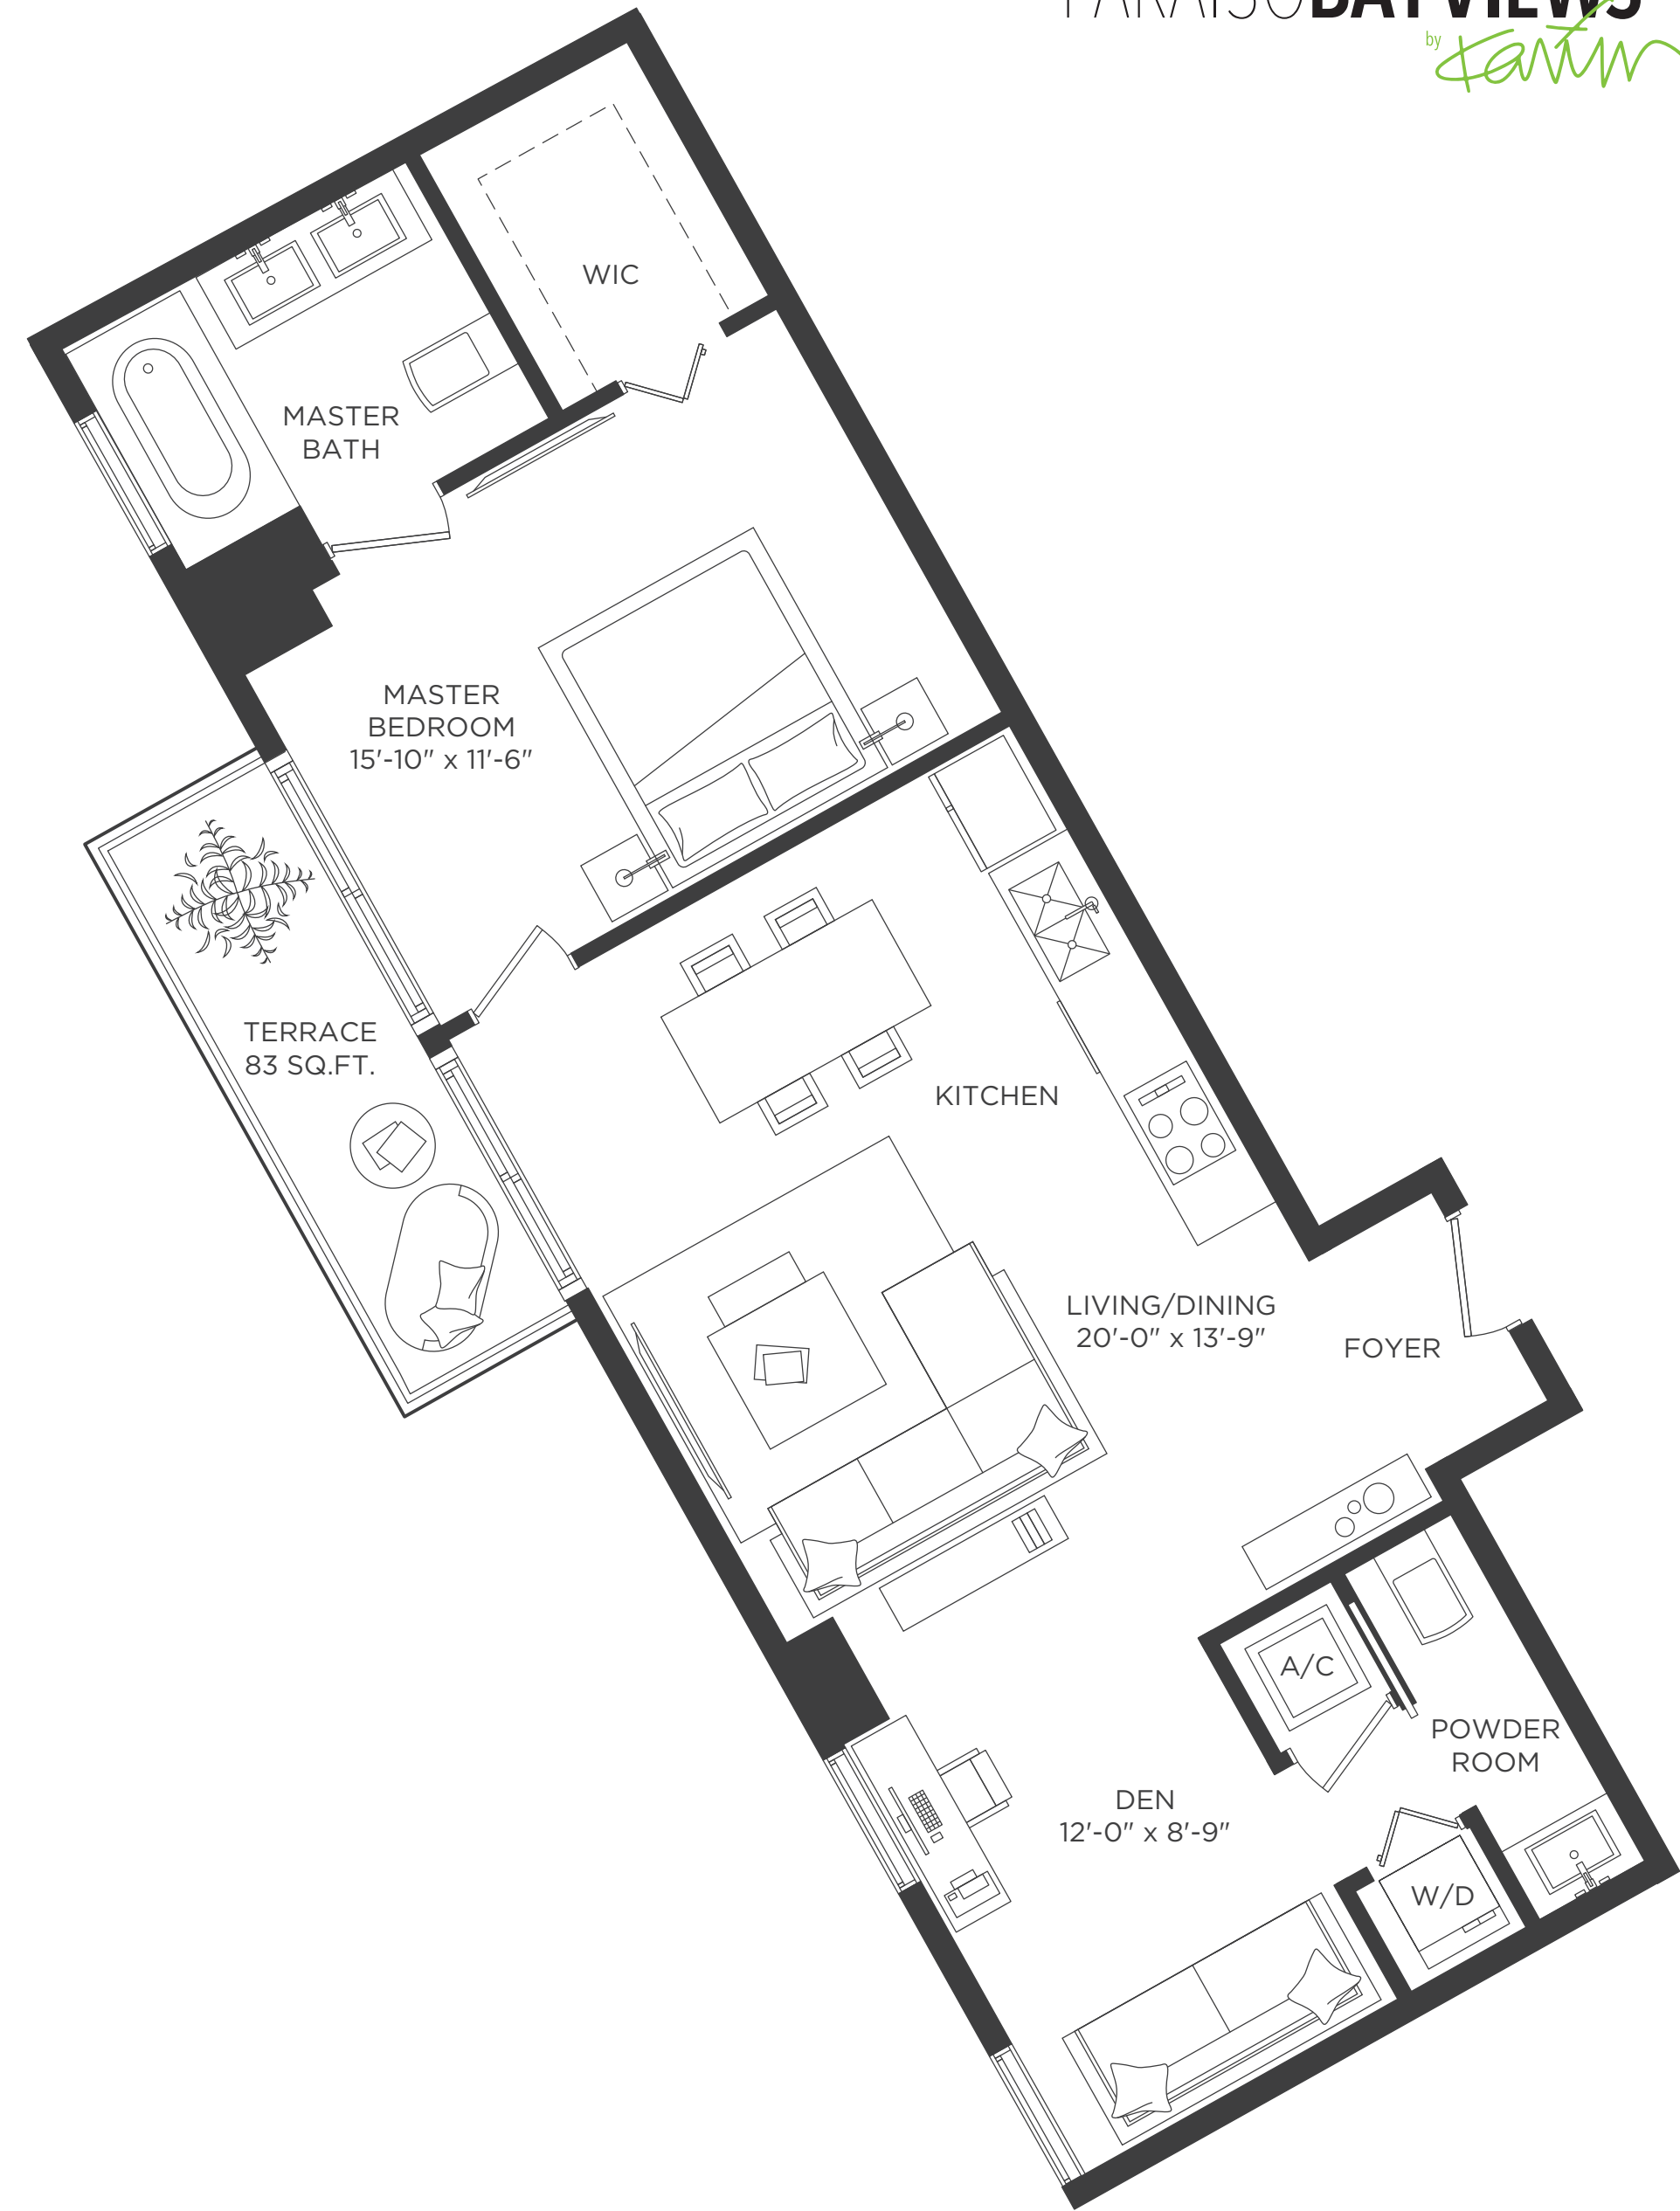 PARAISOBAYVIEWS
by
WIC
MASTER
BATH
MASTER
BEDROOM
15'-10" x 11'-6"
TERRACE
83 SQ.FT.
KITCHEN
LIVING/DINING
20'-0" x 13'-9"
FOYER
A/C
POWDER
ROOM
DEN
12'-0" x 8'-9"
W/D